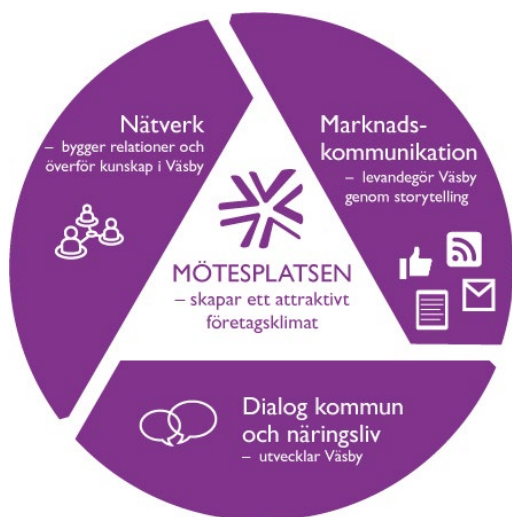 Nätverk
– bygger relationer och
överför kunskap i Väsby
Marknads-
kommunikation
– levandegör Väsby
genom storytelling
MÖTESPLATSEN
– skapar ett attraktivt
företagsklimat
Dialog kommun
och näringsliv
– utvecklar Väsby